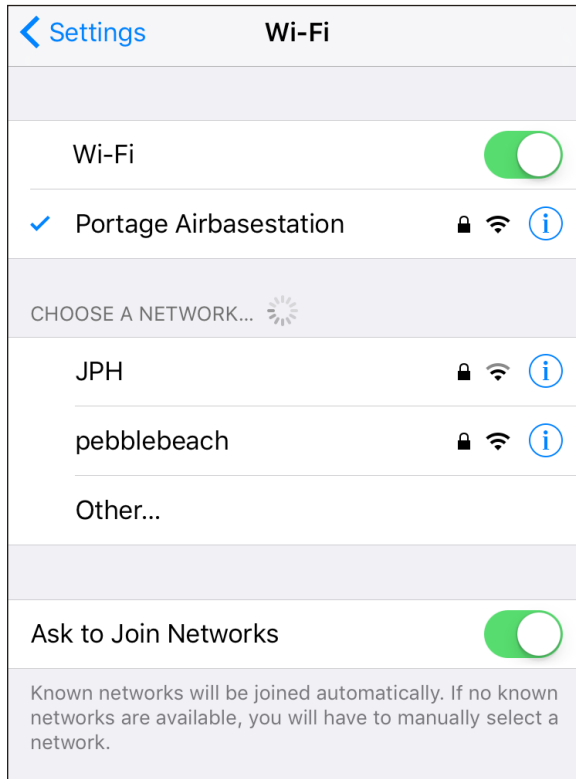 Settings
Wi-Fi
Wi-Fi
Portage Airbasestation
CHOOSE A NETWORK...
JPH
pebblebeach
Other...
Ask to Join Networks
Known networks will be joined automatically. If no known
networks are available, you will have to manually select a
network.